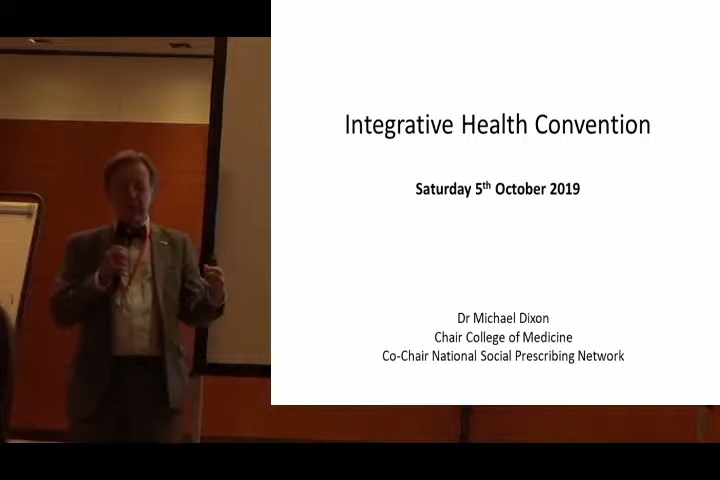 Integrative Health Convention
Saturday 5th October 2019
Dr Michael Dixon
Chair College of Medicine
Co-Chair National Social Prescribing Network